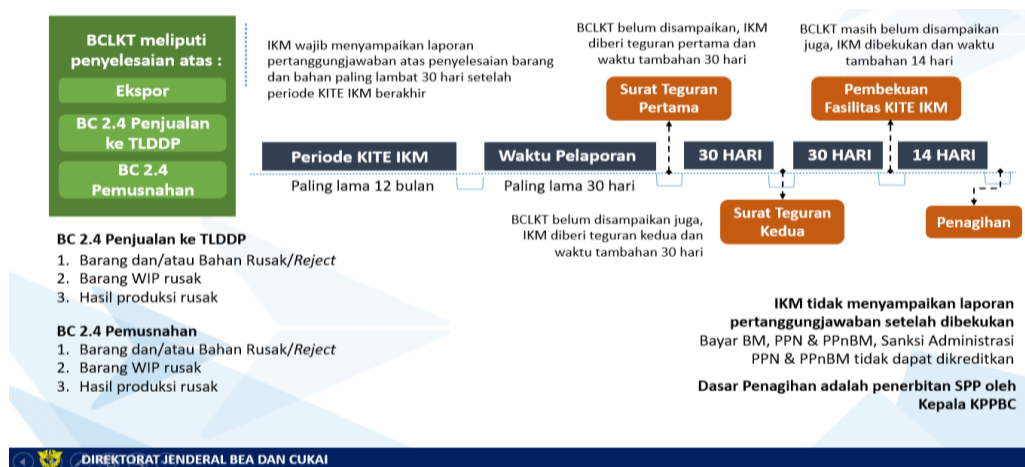 BCLKT meliputi
penyelesaian atas :
Ekspor
BC 2.4 Penjualan
ke TLDDP
BC 2.4
Pemusnahan
IKM wajib menyampaikan laporan
pertanggungjawaban atas penyelesaian barang
dan bahan paling lambat 30 hari setelah
periode KITE IKM berakhir
BCLKT belum disampaikan, IKM
diberi teguran pertama dan
waktu tambahan 30 hari
Surat Teguran
Pertama
BCLKT masih belum disampaikan
juga, IKM dibekukan dan waktu
tambahan 14 hari
Pembekuan
Fasilitas KITE IKM
Periode KITE IKM
Waktu Pelaporan
30 HARI
30 HARI
14 HARI
Paling lama 12 bulan
Paling lama 30 hari
BCLKT belum disampaikan juga,
IKM diberi teguran kedua dan
waktu tambahan 30 hari
Surat Teguran
Kedua
Penagihan
BC 2.4 Penjualan ke TLDDP
1. Barang dan/atau Bahan Rusak/Reject
2. Barang WIP rusak
3. Hasil produksi rusak
BC 2.4 Pemusnahan
1. Barang dan/atau Bahan Rusak/Reject
2. Barang WIP rusak
3. Hasil produksi rusak
IKM tidak menyampaikan laporan
pertanggungjawaban setelah dibekukan
Bayar BM, PPN & PPnBM, Sanksi Administrasi
PPN & PPnBM tidak dapat dikreditkan
Dasar Penagihan adalah penerbitan SPP oleh
Kepala KPPBC
DIREKTORAT JENDERAL BEA DAN CUKAI